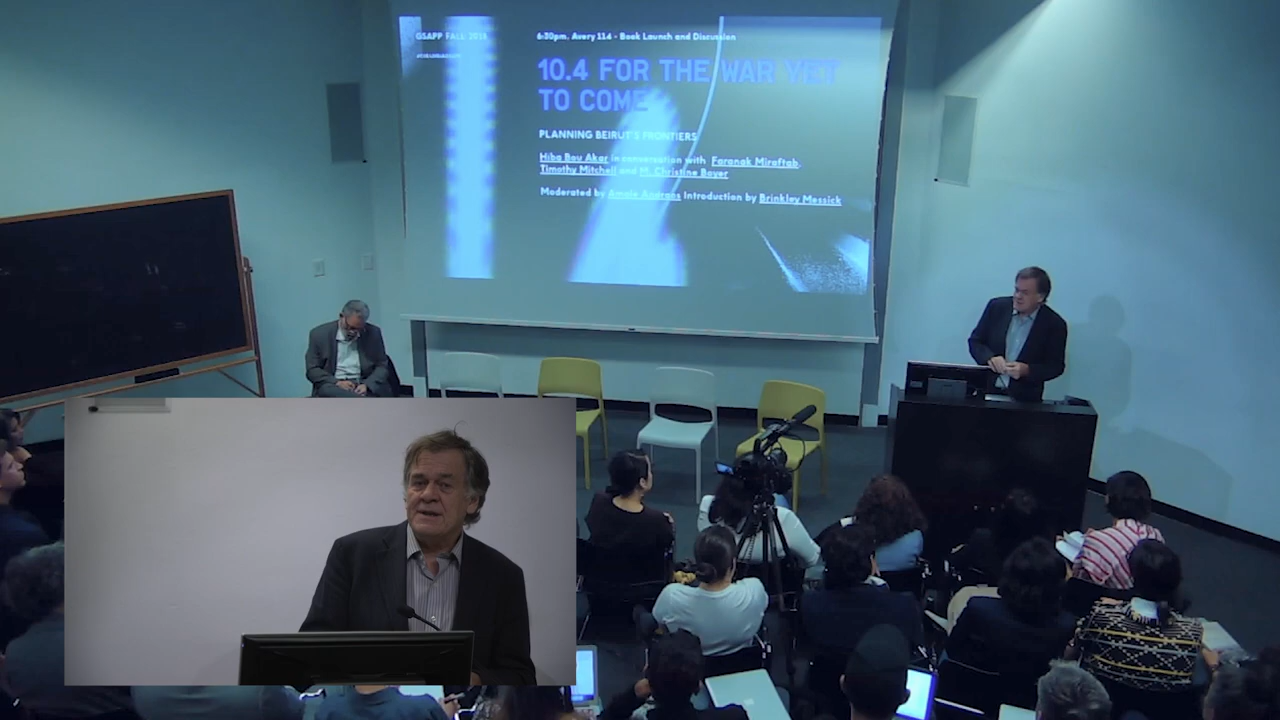 GSAPP FALL 2018
6:30pm, Avery 114 - Book Launch and Discussion
10.4 FOR THE WAR YET
TO COME
PLANNING BEIRUT'S FRONTIERS
Hiba Bou Akar in conversation with Faranak Miraftab,
Timothy Mitchell and M. Christine Boyer
Moderated by Amale Andraos Introduction by Brinkley Messick